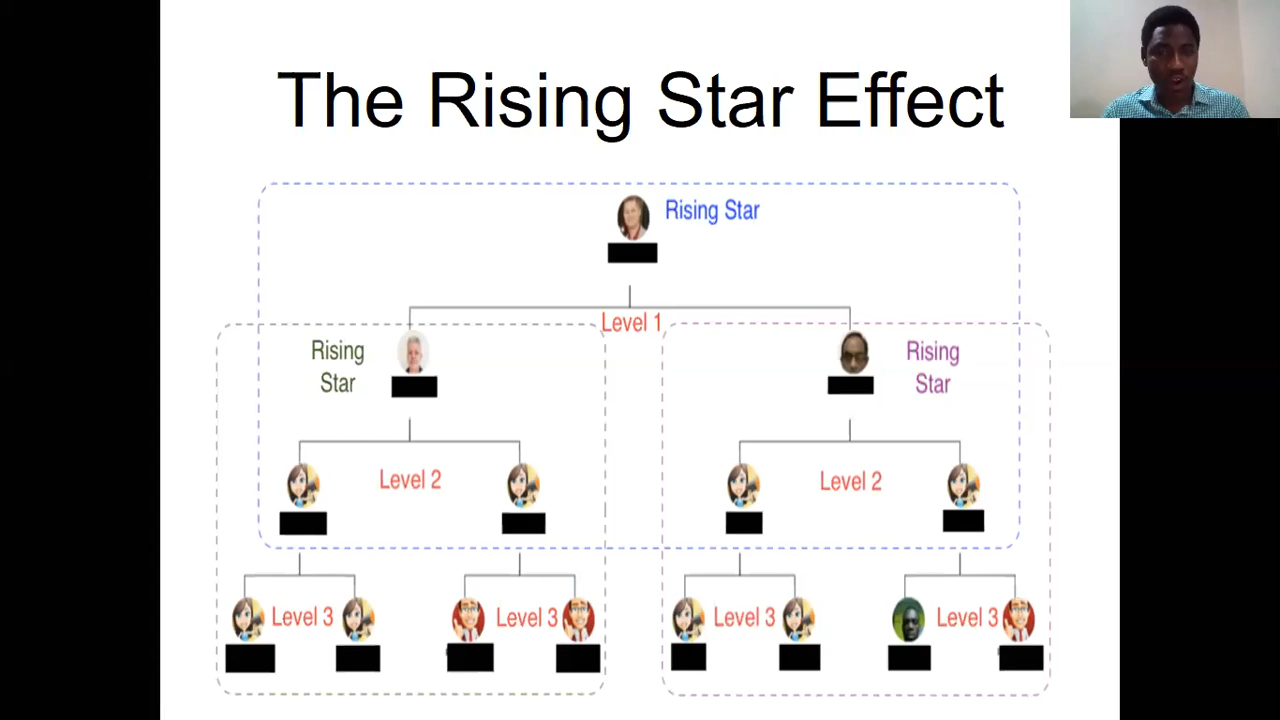 The Rising Star Effect
Rising Star
Level 1
Rising
Star
Rising
Star
Level 2
Level 2
Level 3
Level 3
Level 3
Level 3